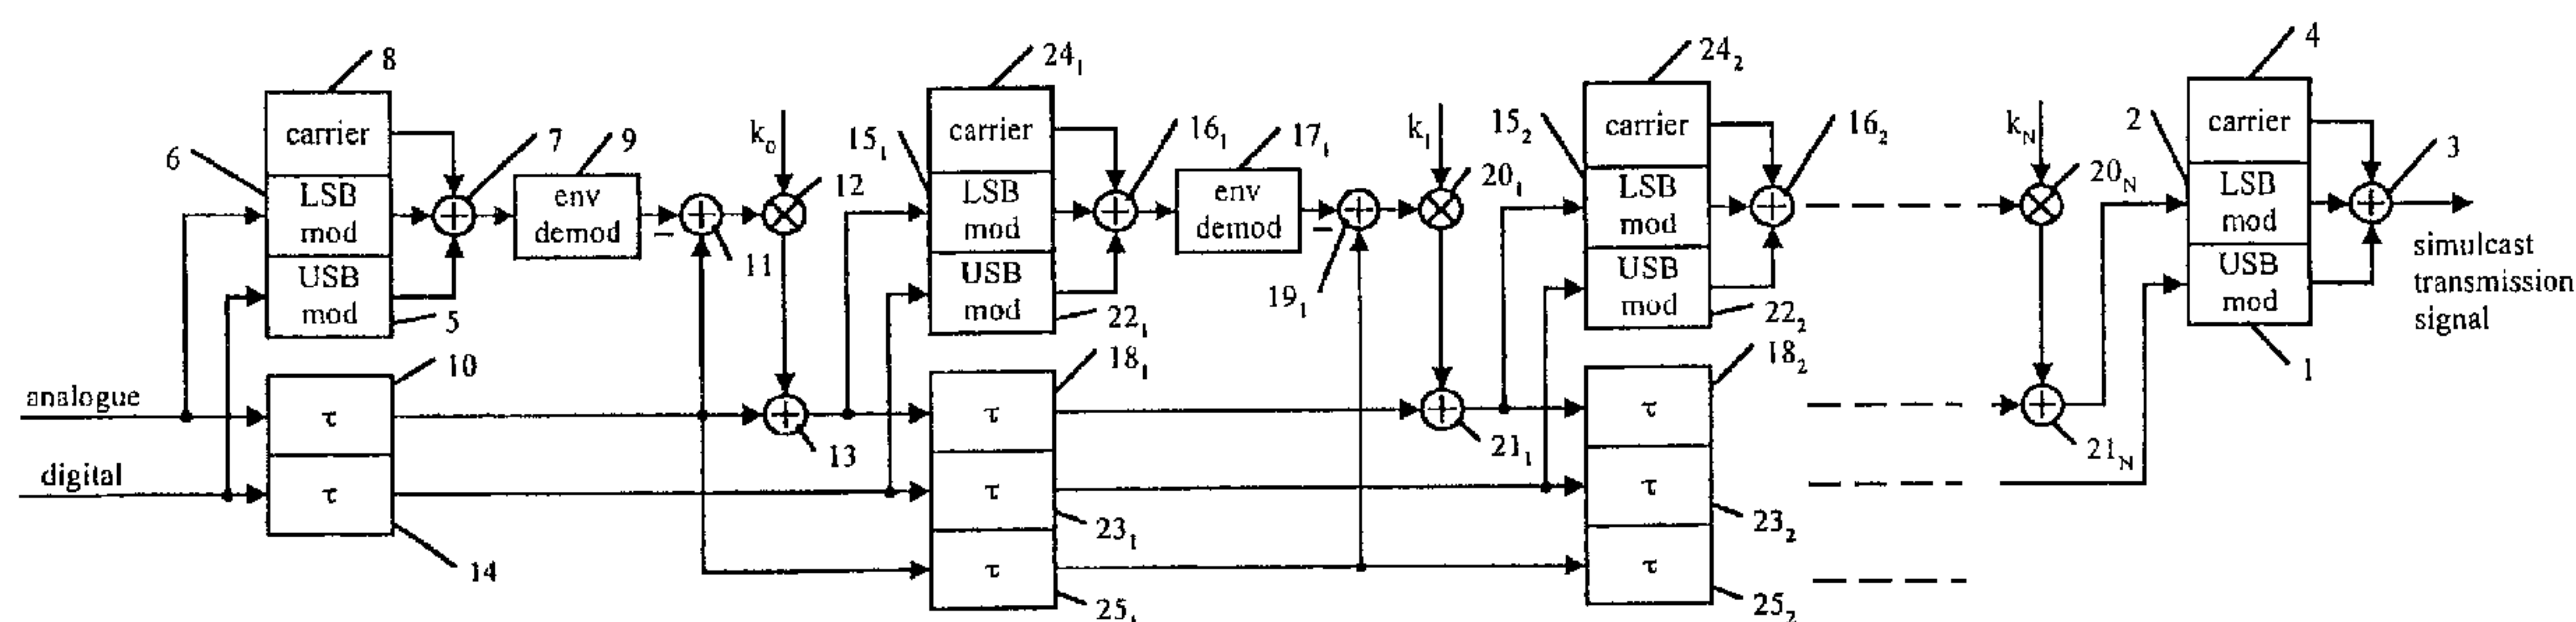 8
carrier
6
LSB
mod
USB
mod
5
7
9
env
demod
−
11
k₀
12
13
10
τ
analogue
digital
τ
14
24₁
15₁
carrier
LSB
mod
USB
mod
22₁
16₁
17₁
env
demod
−
19₁
k₁
20₁
21₁
18₁
τ
τ
23₁
τ
25₁
24₂
15₂
carrier
LSB
mod
USB
mod
22₂
16₂
18₂
τ
τ
23₂
τ
25₂
k_N
20_N
21_N
4
2
carrier
LSB
mod
USB
mod
1
3
simulcast
transmission
signal